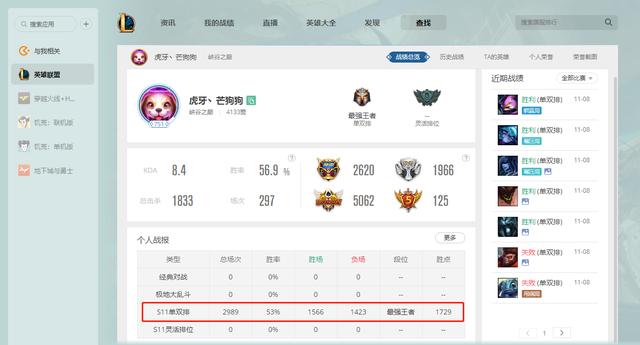 搜索应用
+
资讯
我的战绩
直播
英雄大全
发现
查找
搜索跟服排行
与我相关
英雄联盟
穿越火线+H...
饥荒：联机版
饥荒：单机版
地下城与勇士
虎牙丶芒狗狗
峡谷之巅
战绩总览
历史战绩
TA的英雄
个人荣誉
荣誉截图
虎牙丶芒狗狗
峡谷之巅 | 4133赞
最强王者
单双排
--
灵活排位
KDA 8.4
胜率 56.9 %
2620
1966
总击杀 1833
场次 297
5062
125
个人战报
更多
类型 总场次 胜率 胜场 负场 段位 胜点
经典对战 0 0% 0 0 -- --
极地大乱斗 0 0% 0 0 -- --
S11单双排 2989 53% 1566 1423 最强王者 1729
S11灵活排位 0 0% 0 0 -- --
近期战绩
全部比赛
胜利 (单双排) 11-08
胜利 (单双排) 11-08
胜利 (单双排) 11-08
胜利 (单双排) 11-08
胜利 (单双排) 11-08
失败 (单双排) 11-08
失败 (单双排) 11-08
1